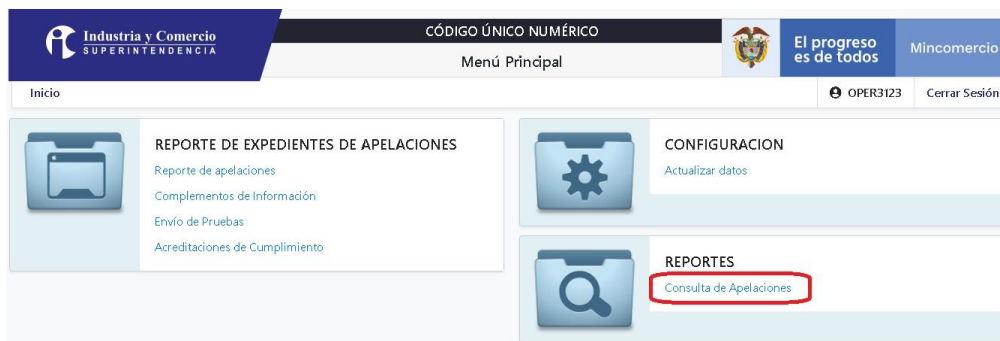 Industria y Comercio
SUPERINTENDENCIA
CÓDIGO ÚNICO NUMÉRICO
Menú Principal
El progreso
es de todos
Mincomercio
Inicio
OPER3123
Cerrar Sesión
REPORTE DE EXPEDIENTES DE APELACIONES
Reporte de apelaciones
Complementos de Información
Envío de Pruebas
Acreditaciones de Cumplimiento
CONFIGURACION
Actualizar datos
REPORTES
Consulta de Apelaciones